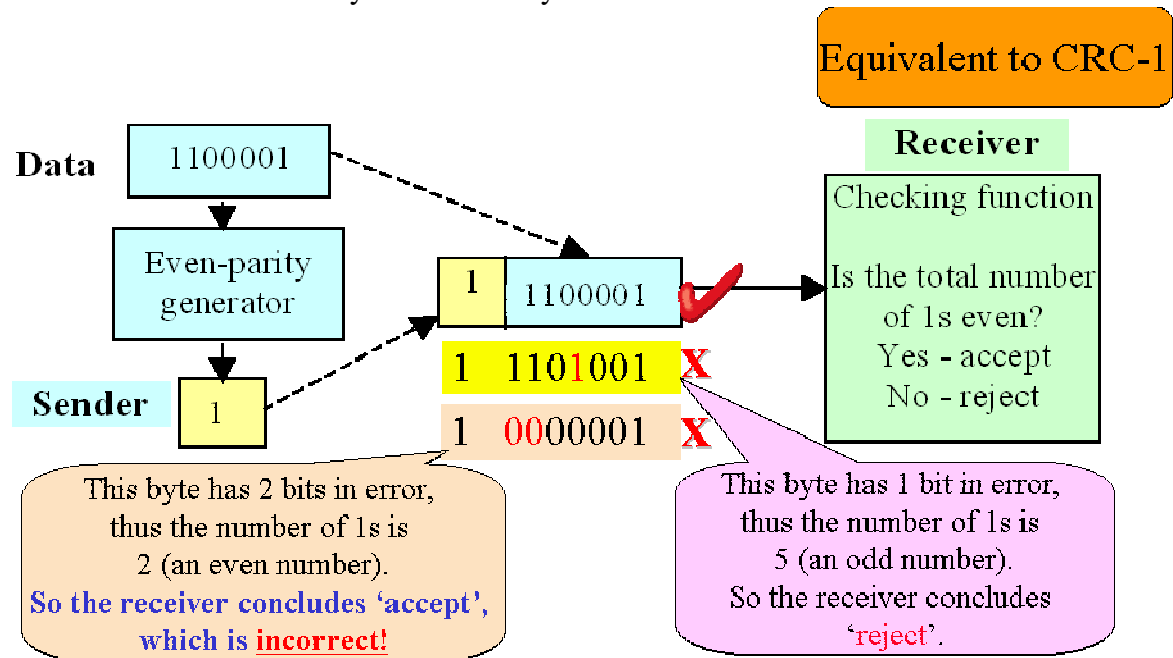 Equivalent to CRC-1
Data
1100001
Even-parity
generator
Sender
1
1 1100001
1 1101001 X
1 0000001 X
Receiver
Checking function
Is the total number
of 1s even?
Yes - accept
No - reject
This byte has 2 bits in error,
thus the number of 1s is
2 (an even number).
So the receiver concludes ‘accept’,
which is incorrect!
This byte has 1 bit in error,
thus the number of 1s is
5 (an odd number).
So the receiver concludes
‘reject’.